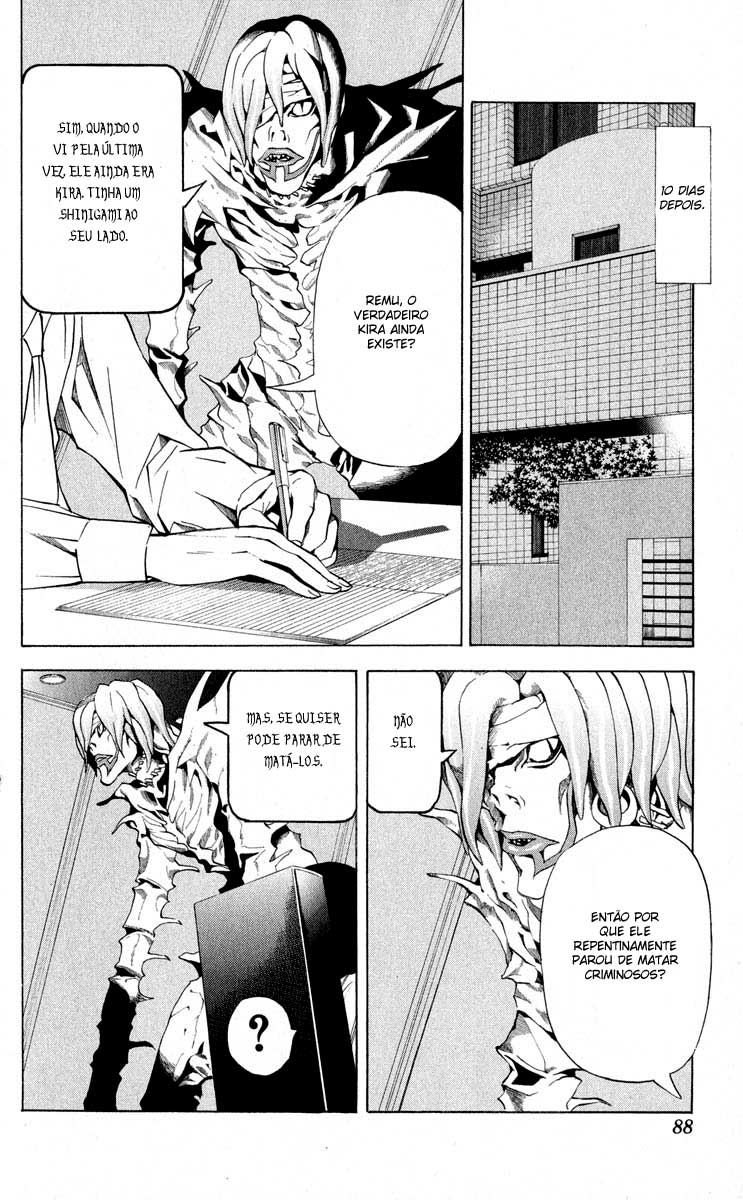 10 DIAS
DEPOIS.
REMU, O
VERDADEIRO
KIRA AINDA
EXISTE?
SIM, QUANDO O
VI PELA ÚLTIMA
VEZ, ELE AINDA ERA
KIRA. TINHA UM
SHINIGAMI AO
SEU LADO.
ENTÃO POR
QUE ELE
REPENTINAMENTE
PAROU DE MATAR
CRIMINOSOS?
NÃO
SEI.
MAS, SE QUISER
PODE PARAR DE
MATÁ-LOS.
?
88